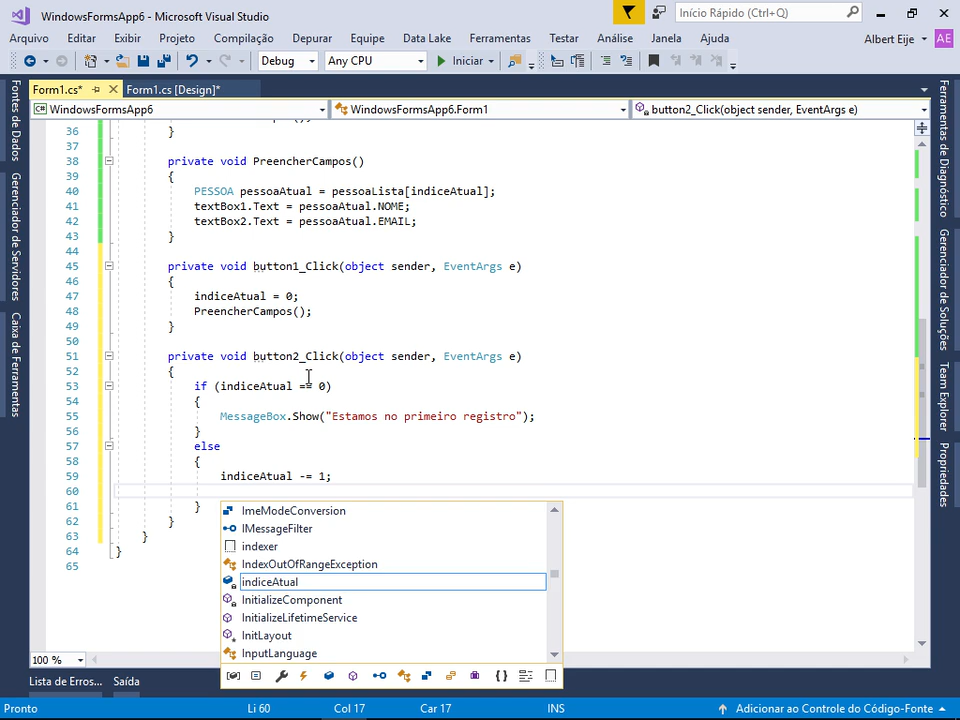 WindowsFormsApp6 - Microsoft Visual Studio
Início Rápido (Ctrl+Q)
Arquivo Editar Exibir Projeto Compilação Depurar Equipe Data Lake Ferramentas Testar Análise Janela Ajuda Albert Eije AE
Debug Any CPU Iniciar
Form1.cs* Form1.cs [Design]*
WindowsFormsApp6 WindowsFormsApp6.Form1 button2_Click(object sender, EventArgs e)
Fontes de Dados
Gerenciador de Servidores
Caixa de Ferramentas
36 }
37
38 private void PreencherCampos()
39 {
40 PESSOA pessoaAtual = pessoaLista[indiceAtual];
41 textBox1.Text = pessoaAtual.NOME;
42 textBox2.Text = pessoaAtual.EMAIL;
43 }
44
45 private void button1_Click(object sender, EventArgs e)
46 {
47 indiceAtual = 0;
48 PreencherCampos();
49 }
50
51 private void button2_Click(object sender, EventArgs e)
52 {
53 if (indiceAtual == 0)
54 {
55 MessageBox.Show("Estamos no primeiro registro");
56 }
57 else
58 {
59 indiceAtual -= 1;
60
61 }
62 }
63 }
64 }
65
ImeModeConversion
IMessageFilter
indexer
IndexOutOfRangeException
indiceAtual
InitializeComponent
InitializeLifetimeService
InitLayout
InputLanguage
Ferramentas de Diagnóstico
Gerenciador de Soluções
Team Explorer
Propriedades
100 %
Lista de Erros... Saída
Pronto Li 60 Col 17 Car 17 INS Adicionar ao Controle do Código-Fonte